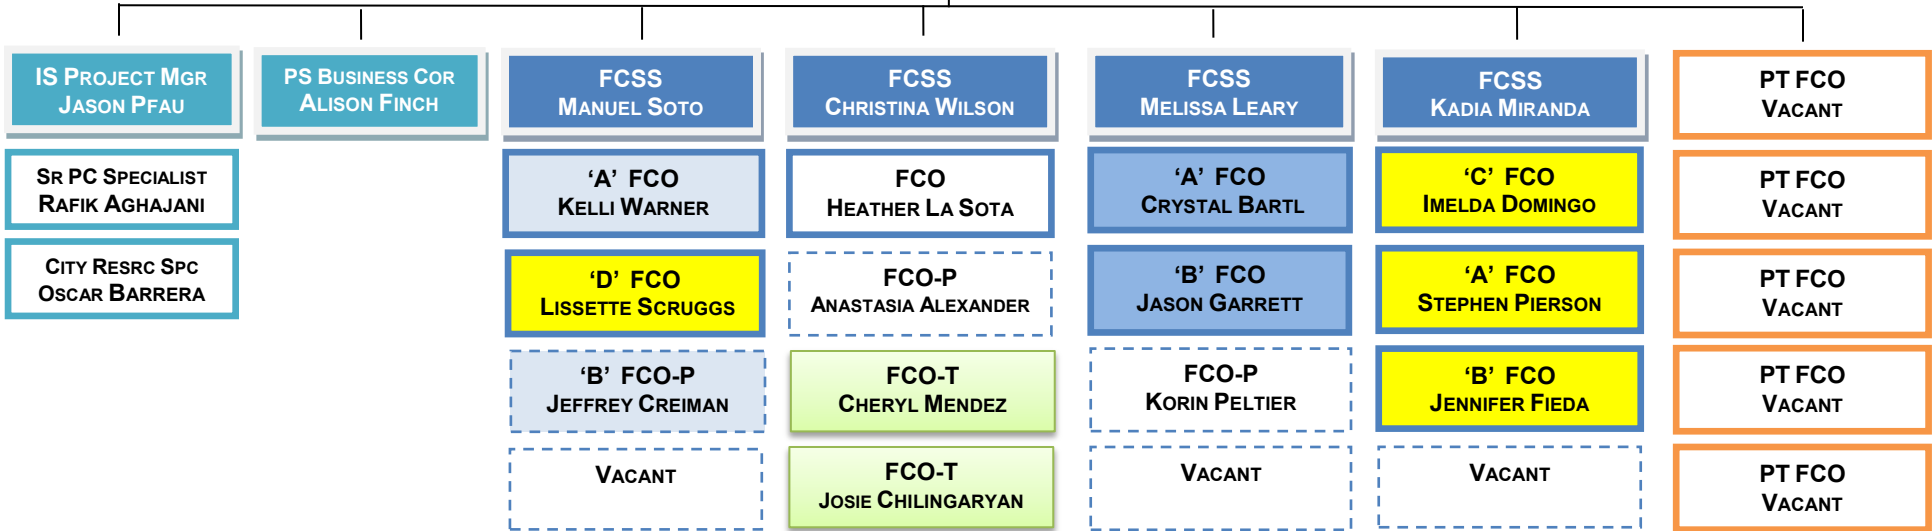 IS PROJECT MGR
JASON PFAU
PS BUSINESS COR
ALISON FINCH
FCSS
MANUEL SOTO
FCSS
CHRISTINA WILSON
FCSS
MELISSA LEARY
FCSS
KADIA MIRANDA
PT FCO
VACANT
SR PC SPECIALIST
RAFIK AGHAJANI
‘A’ FCO
KELLI WARNER
FCO
HEATHER LA SOTA
‘A’ FCO
CRYSTAL BARTL
‘C’ FCO
IMELDA DOMINGO
PT FCO
VACANT
CITY RESRC SPC
OSCAR BARRERA
‘D’ FCO
LISSETTE SCRUGGS
FCO-P
ANASTASIA ALEXANDER
‘B’ FCO
JASON GARRETT
‘A’ FCO
STEPHEN PIERSON
PT FCO
VACANT
‘B’ FCO-P
JEFFREY CREIMAN
FCO-T
CHERYL MENDEZ
FCO-P
KORIN PELTIER
‘B’ FCO
JENNIFER FIEDA
PT FCO
VACANT
VACANT
FCO-T
JOSIE CHILINGARYAN
VACANT
VACANT
PT FCO
VACANT